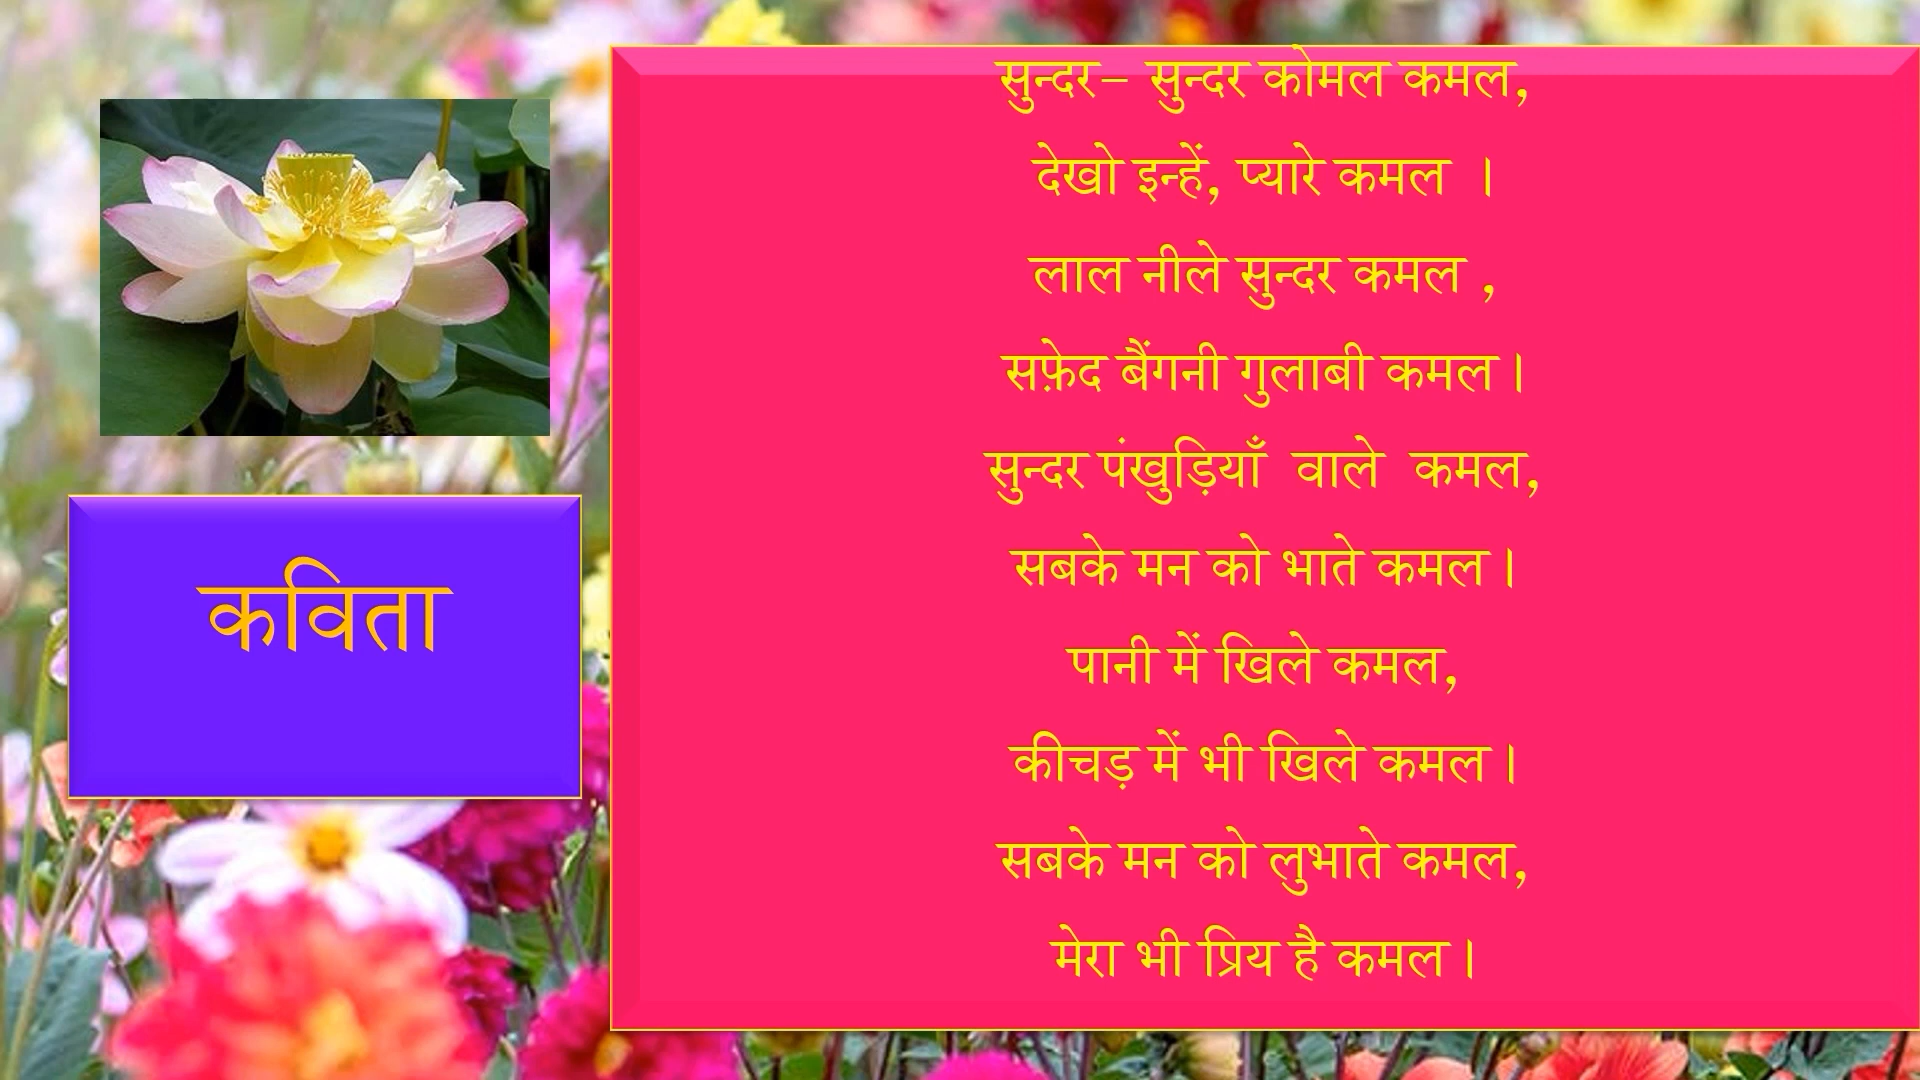 कविता
सुन्दर- सुन्दर कोमल कमल,
देखो इन्हें, प्यारे कमल ।
लाल नीले सुन्दर कमल ,
सफ़ेद बैंगनी गुलाबी कमल।
सुन्दर पंखुड़ियाँ वाले कमल,
सबके मन को भाते कमल।
पानी में खिले कमल,
कीचड़ में भी खिले कमल।
सबके मन को लुभाते कमल,
मेरा भी प्रिय है कमल।